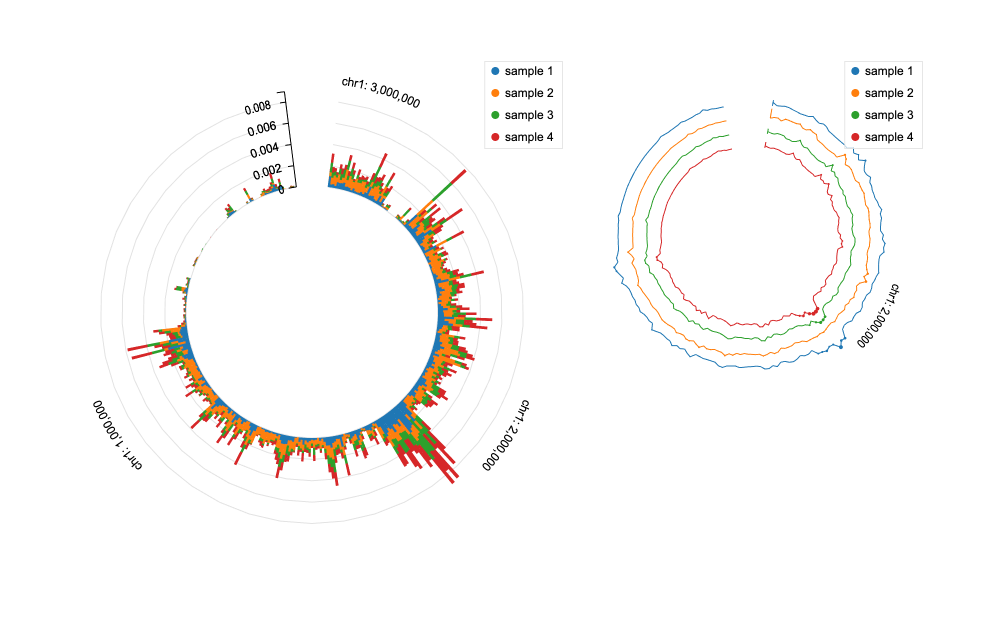 chr1: 3,000,000
0.008
0.006
0.004
0.002
0
chr1: 2,000,000
chr1: 1,000,000
sample 1
sample 2
sample 3
sample 4
chr1: 2,000,000
sample 1
sample 2
sample 3
sample 4